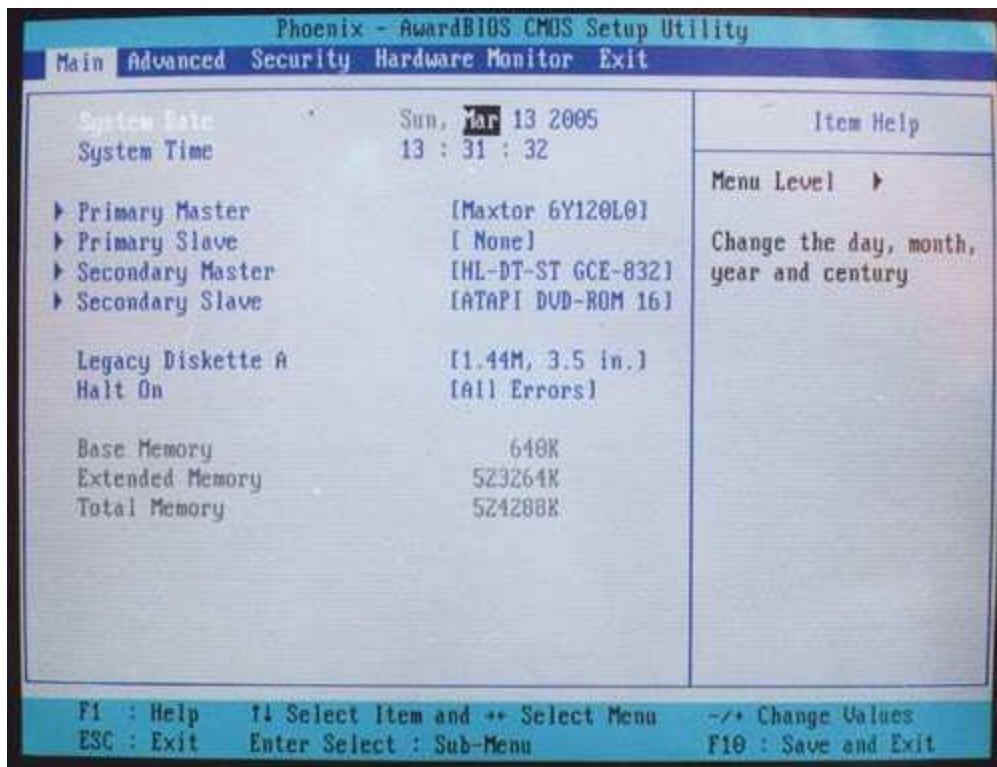 Phoenix - AwardBIOS CMOS Setup Utility
Main Advanced Security Hardware Monitor Exit
System Date Sun, Mar 13 2005
System Time 13 : 31 : 32
Primary Master [Maxtor 6Y120L0]
Primary Slave [ None]
Secondary Master [HL-DT-ST GCE-832]
Secondary Slave [ATAPI DVD-ROM 16]
Legacy Diskette A [1.44M, 3.5 in.]
Halt On [All Errors]
Base Memory 640K
Extended Memory 523264K
Total Memory 524288K
Item Help
Menu Level
Change the day, month,
year and century
F1 : Help ↑↓ Select Item and ↔ Select Menu -/+ Change Values
ESC : Exit Enter Select : Sub-Menu F10 : Save and Exit